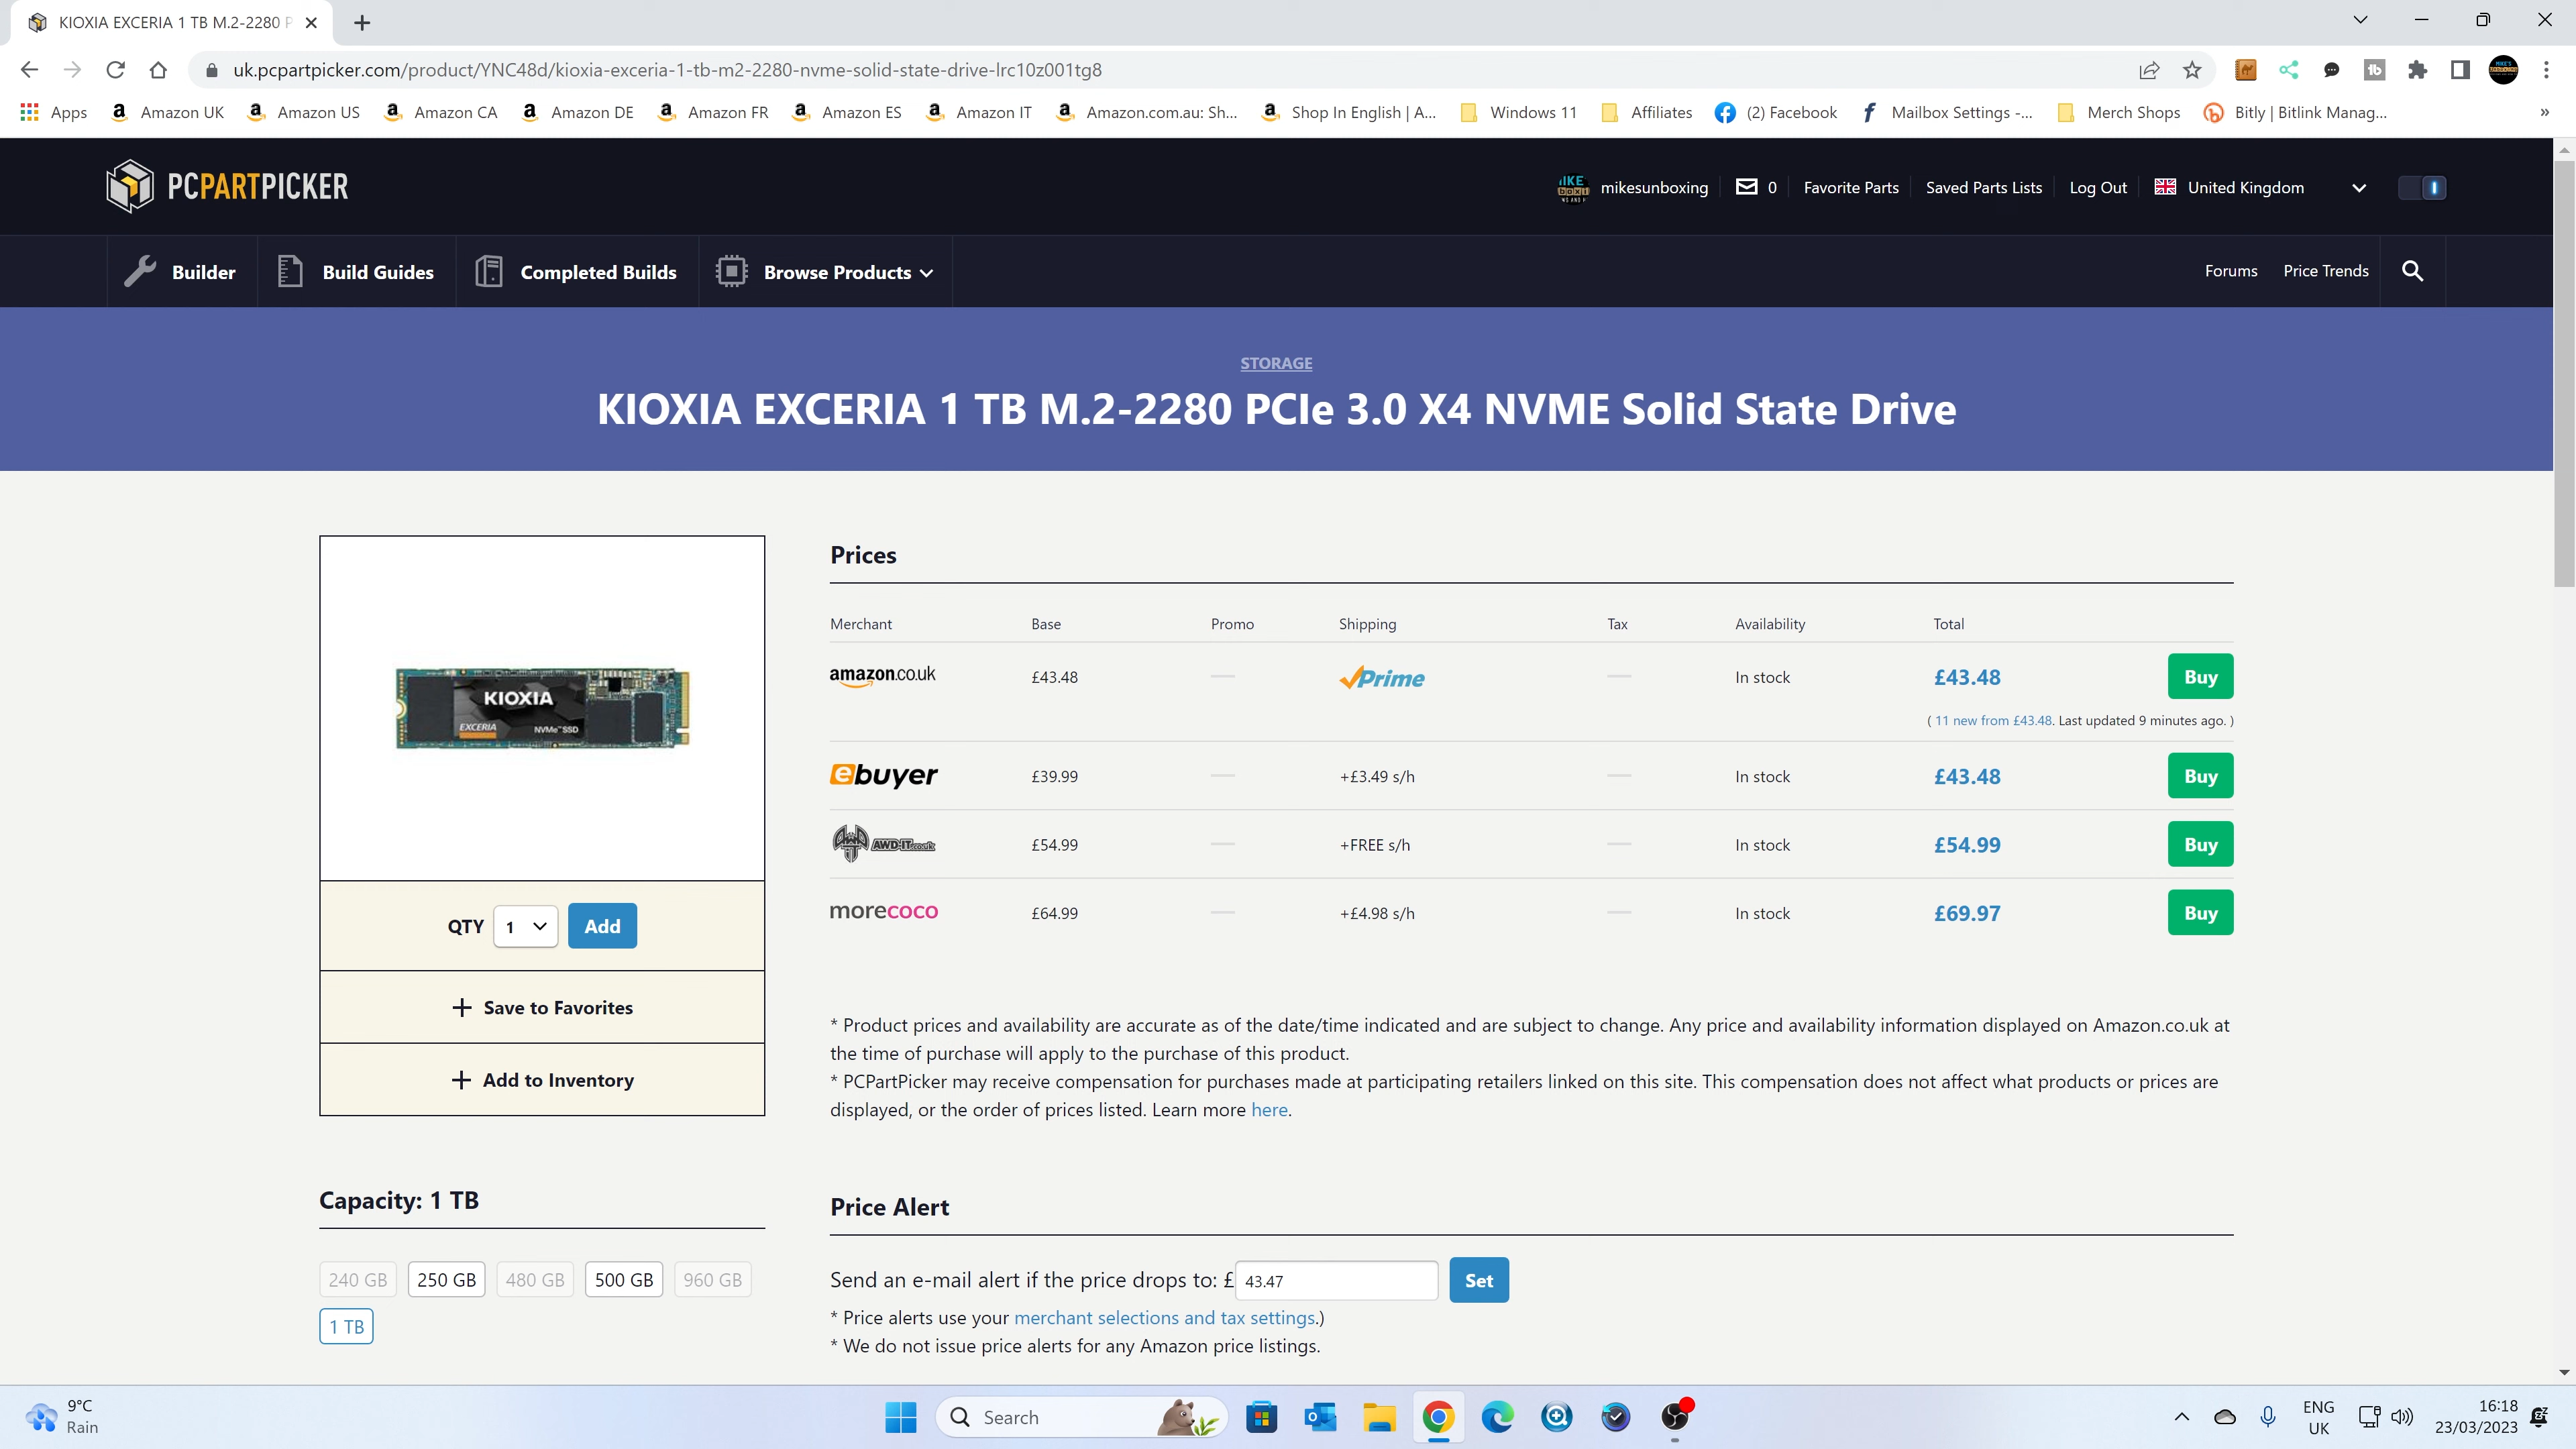 KIOXIA EXCERIA 1 TB M.2-2280 P
uk.pcpartpicker.com/product/YNC48d/kioxia-exceria-1-tb-m2-2280-nvme-solid-state-drive-lrc10z001tg8
Apps Amazon UK Amazon US Amazon CA Amazon DE Amazon FR Amazon ES Amazon IT Amazon.com.au: Sh... Shop In English | A... Windows 11 Affiliates (2) Facebook Mailbox Settings -... Merch Shops Bitly | Bitlink Manag... »
PCPARTPICKER mikesunboxing 0 Favorite Parts Saved Parts Lists Log Out United Kingdom
Builder Build Guides Completed Builds Browse Products Forums Price Trends
STORAGE
KIOXIA EXCERIA 1 TB M.2-2280 PCIe 3.0 X4 NVME Solid State Drive
KIOXIA
EXCERIA NVMe™SSD
QTY 1 Add
Save to Favorites
Add to Inventory
Capacity: 1 TB
240 GB 250 GB 480 GB 500 GB 960 GB
1 TB
Prices
Merchant Base Promo Shipping Tax Availability Total
amazon.co.uk £43.48 — Prime — In stock £43.48 Buy
( 11 new from £43.48. Last updated 9 minutes ago. )
ebuyer £39.99 — +£3.49 s/h — In stock £43.48 Buy
AWD-IT.co.uk £54.99 — +FREE s/h — In stock £54.99 Buy
morecoco £64.99 — +£4.98 s/h — In stock £69.97 Buy
* Product prices and availability are accurate as of the date/time indicated and are subject to change. Any price and availability information displayed on Amazon.co.uk at
the time of purchase will apply to the purchase of this product.
* PCPartPicker may receive compensation for purchases made at participating retailers linked on this site. This compensation does not affect what products or prices are
displayed, or the order of prices listed. Learn more here.
Price Alert
Send an e-mail alert if the price drops to: £ 43.47 Set
* Price alerts use your merchant selections and tax settings.)
* We do not issue price alerts for any Amazon price listings.
9°C
Rain
Search
ENG
UK
16:18
23/03/2023